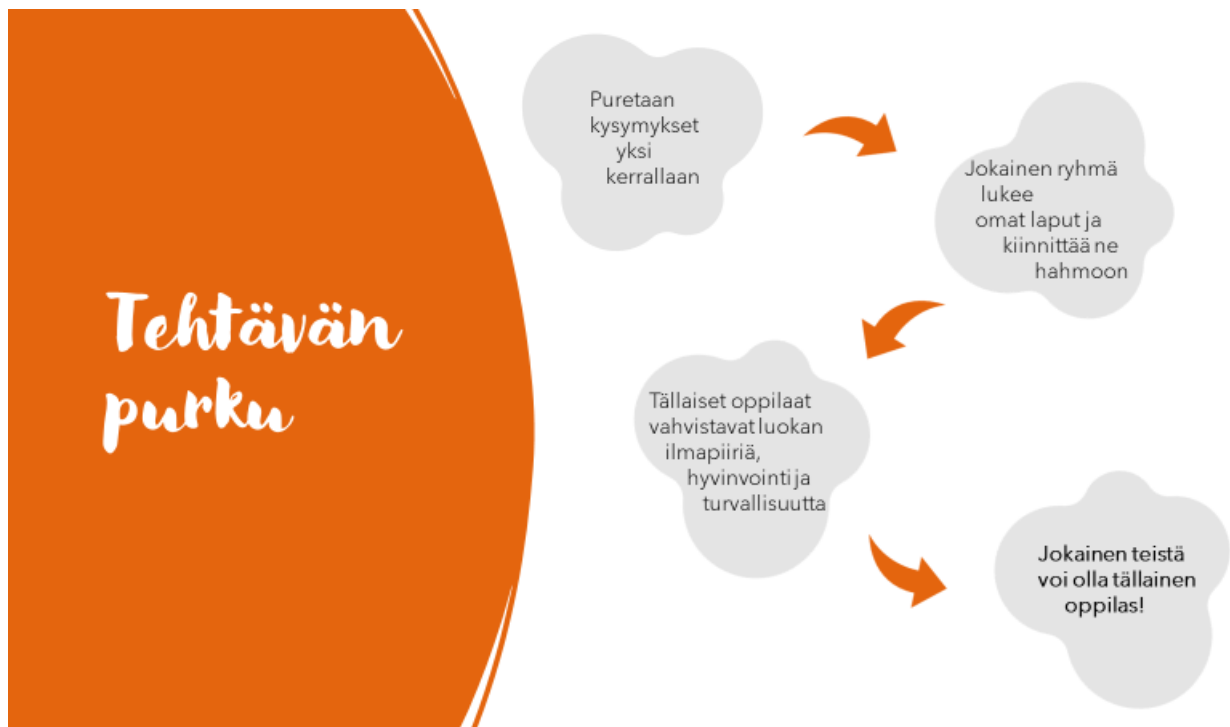 Tehtävän
purku
Puretaan
kysymykset
yksi
kerrallaan
Jokainen ryhmä
lukee
omat laput ja
kiinnittää ne
hahmoon
Tällaiset oppilaat
vahvistavat luokan
ilmapiiriä,
hyvinvointi ja
turvallisuutta
Jokainen teistä
voi olla tällainen
oppilas!